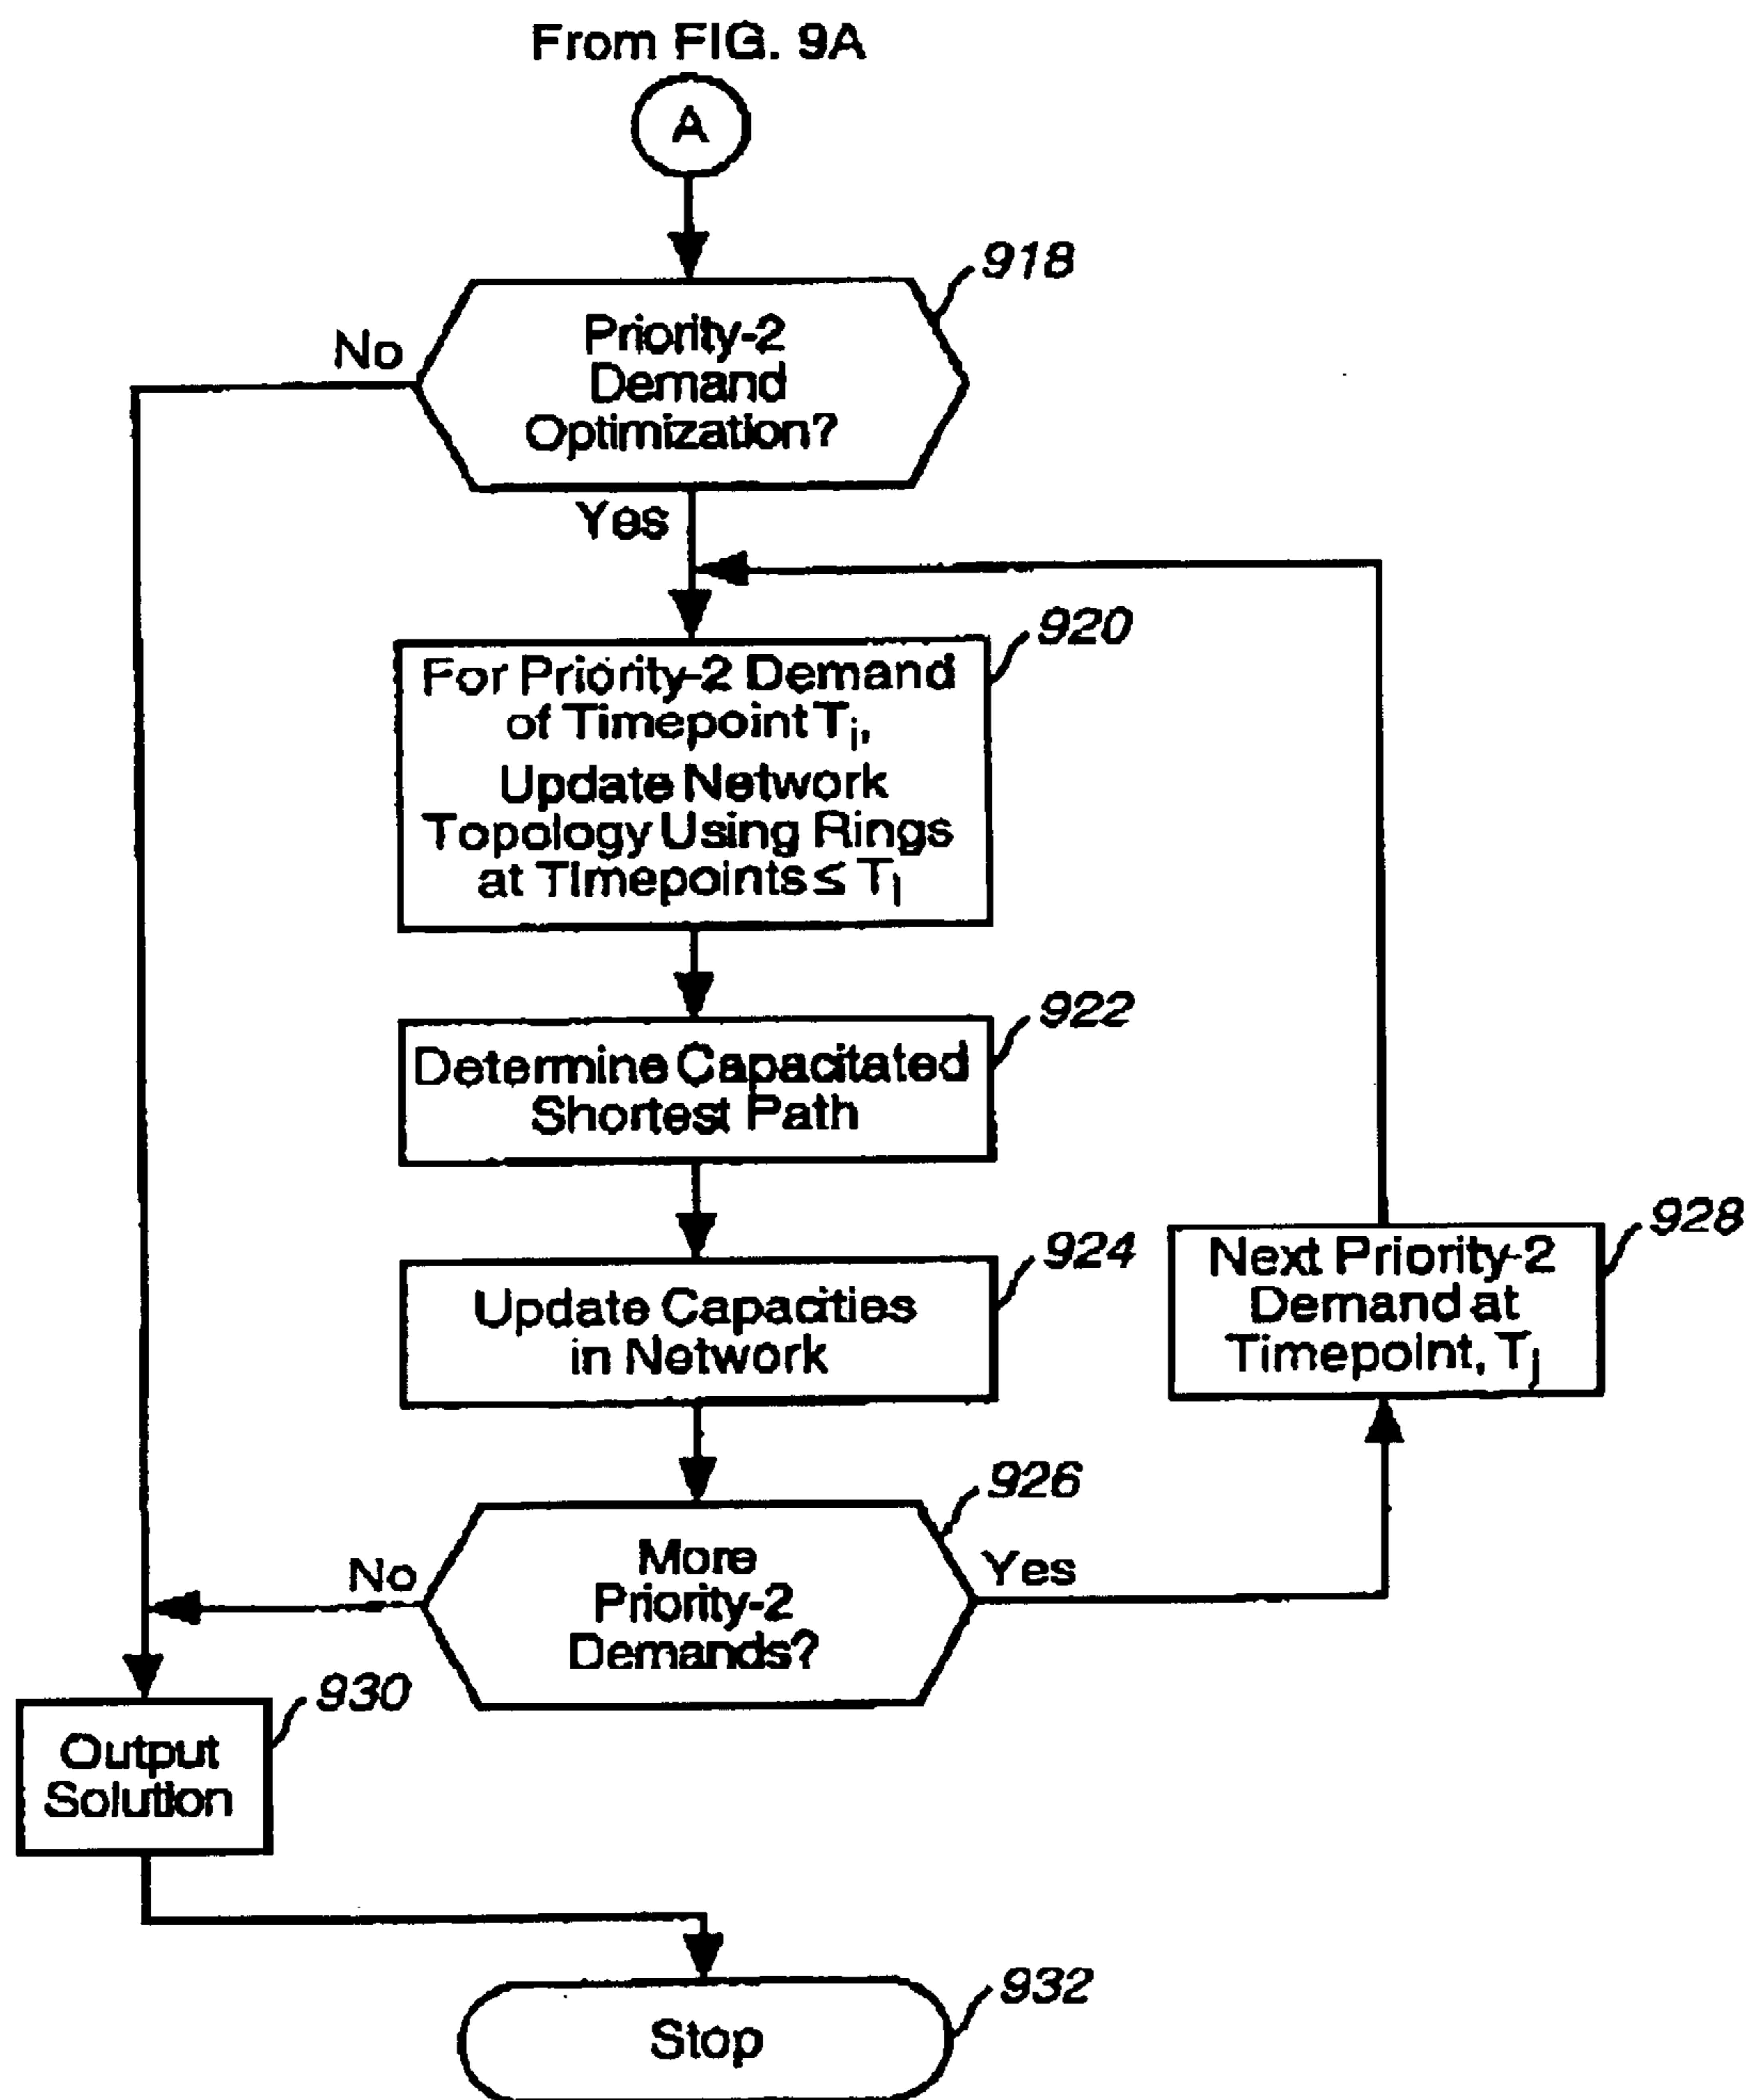 From FIG. 9A
A
918
No
Priority-2
Demand
Optimization?
Yes
920
For Priority-2 Demand
of Timepoint Tj,
Update Network
Topology Using Rings
at Timepoints ≤ Tj
922
Determine Capacitated
Shortest Path
924
Update Capacities
in Network
928
Next Priority-2
Demand at
Timepoint, Tj
926
No
More
Priority-2
Demands?
Yes
930
Output
Solution
932
Stop